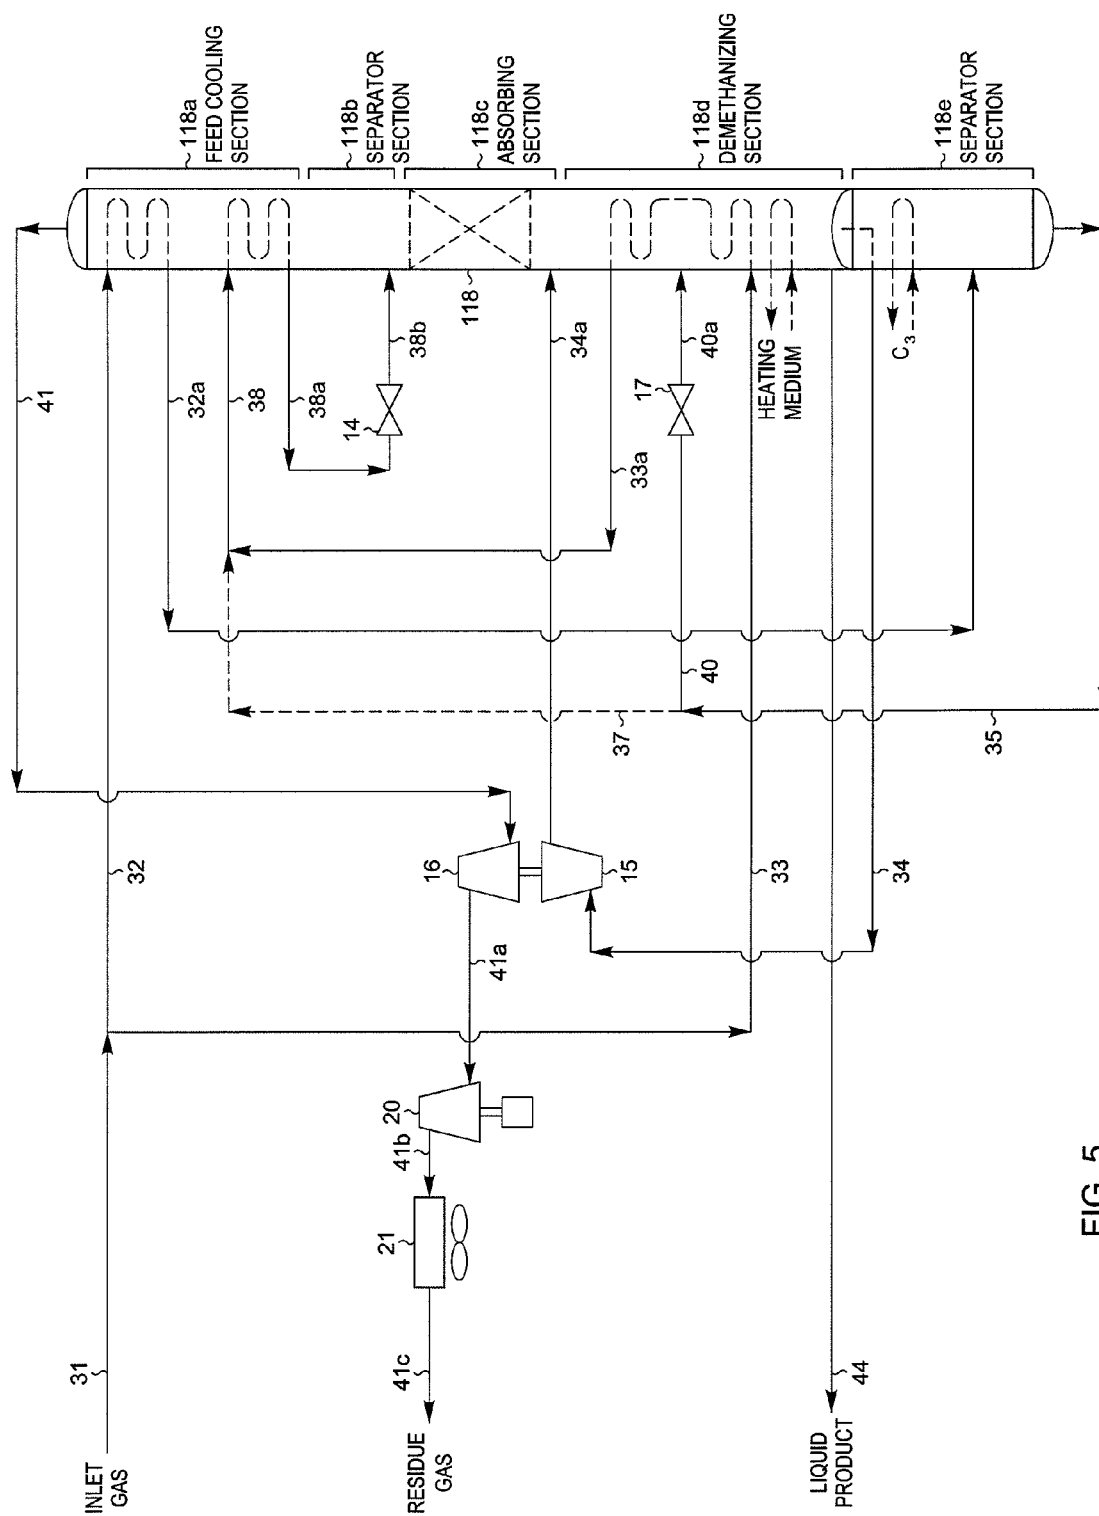 118a
FEED COOLING
SECTION
118b
SEPARATOR
SECTION
118c
ABSORBING
SECTION
118d
DEMETHANIZING
SECTION
118e
SEPARATOR
SECTION
118
41
32a
38
38a
14
38b
34a
33a
17
40a
HEATING
MEDIUM
C3
40
37
35
32
16
15
33
34
41a
20
41b
21
41c
31
44
INLET
GAS
RESIDUE
GAS
LIQUID
PRODUCT
FIG. 5